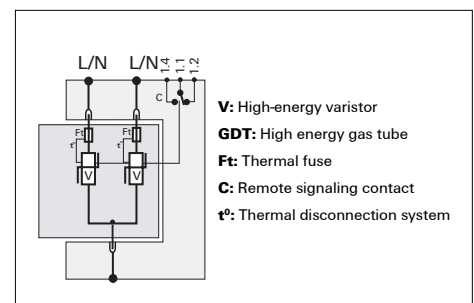 L/N L/N 1.4 1.1 1.2
C
Ft Ft
t° t°
V V
V: High-energy varistor
GDT: High energy gas tube
Ft: Thermal fuse
C: Remote signaling contact
t⁰: Thermal disconnection system